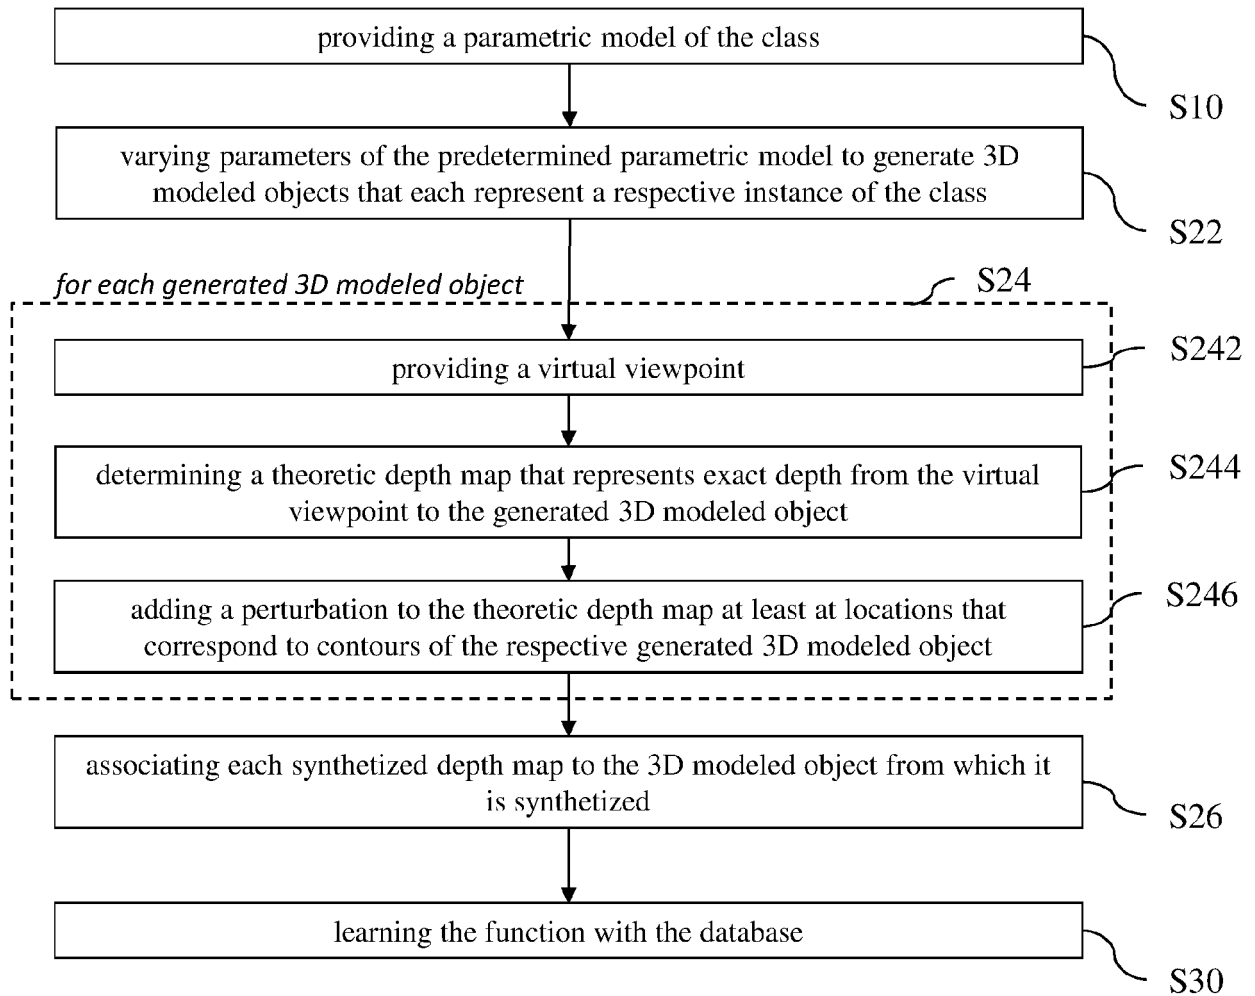 providing a parametric model of the class
S10
varying parameters of the predetermined parametric model to generate 3D
modeled objects that each represent a respective instance of the class
S22
for each generated 3D modeled object
S24
providing a virtual viewpoint
S242
determining a theoretic depth map that represents exact depth from the virtual
viewpoint to the generated 3D modeled object
S244
adding a perturbation to the theoretic depth map at least at locations that
correspond to contours of the respective generated 3D modeled object
S246
associating each synthetized depth map to the 3D modeled object from which it
is synthetized
S26
learning the function with the database
S30